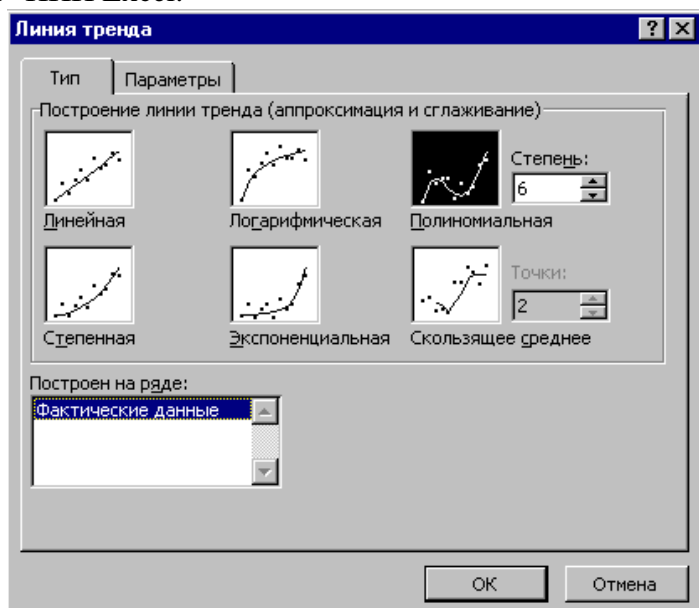 Линия тренда
Тип
Параметры
Построение линии тренда (аппроксимация и сглаживание)
Линейная
Логарифмическая
Полиномиальная
Степень:
6
Степенная
Экспоненциальная
Скользящее среднее
Точки:
2
Построен на ряде:
Фактические данные
OK
Отмена